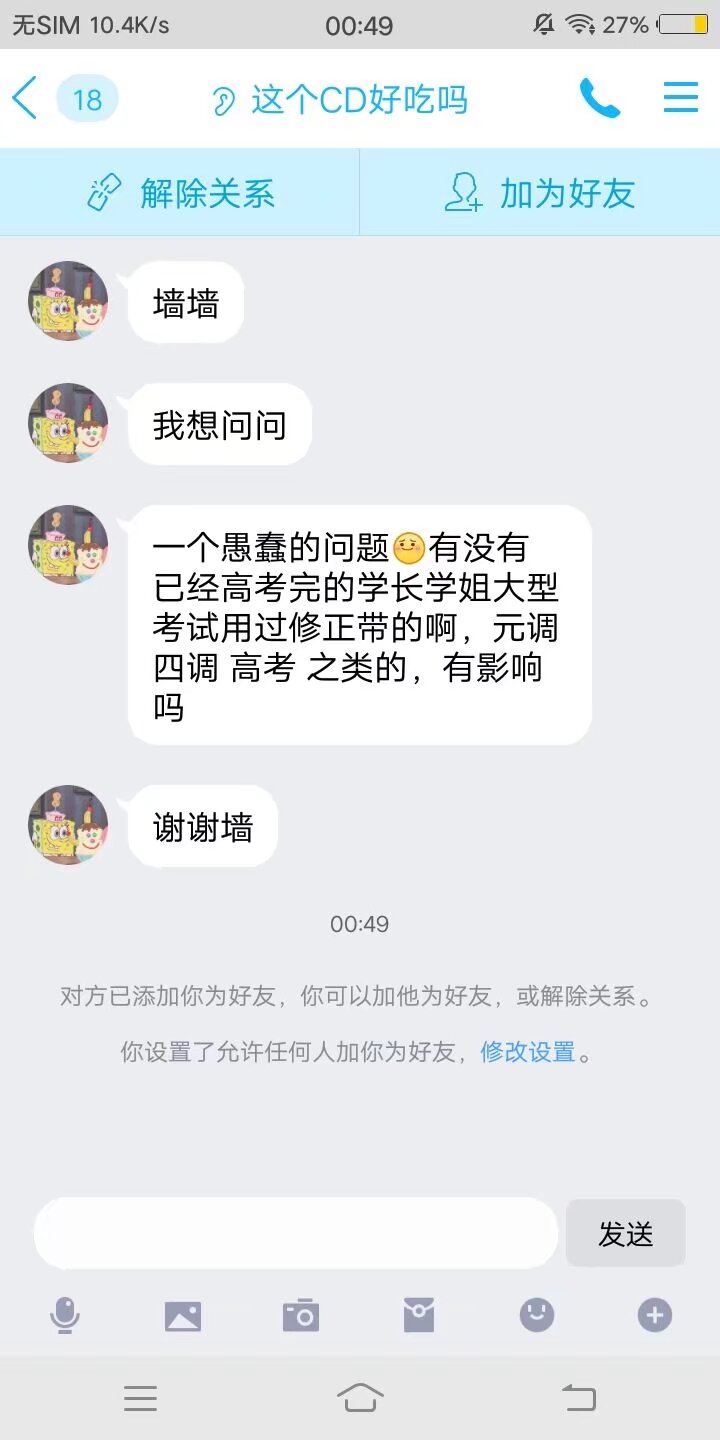 无SIM 10.4K/s 00:49 27%
18 这个CD好吃吗
解除关系 加为好友
墙墙
我想问问
一个愚蠢的问题😊有没有
已经高考完的学长学姐大型
考试用过修正带的啊，元调
四调 高考 之类的，有影响
吗
谢谢墙
00:49
对方已添加你为好友，你可以加他为好友，或解除关系。
你设置了允许任何人加你为好友，修改设置。
发送